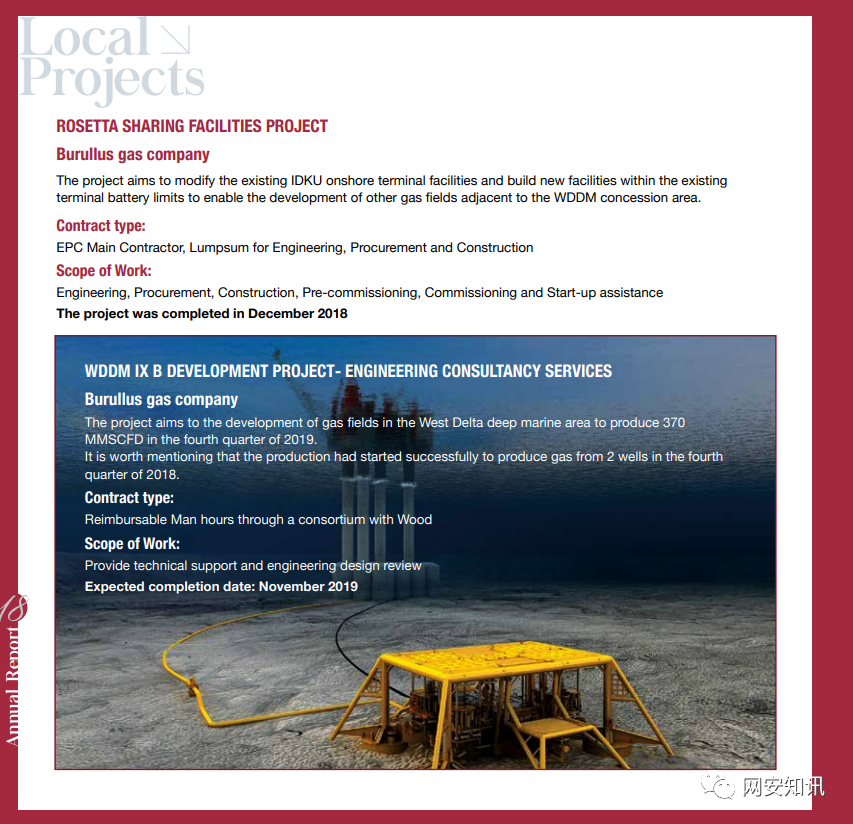 Local
Projects
ROSETTA SHARING FACILITIES PROJECT
Burullus gas company
The project aims to modify the existing IDKU onshore terminal facilities and build new facilities within the existing
terminal battery limits to enable the development of other gas fields adjacent to the WDDM concession area.
Contract type:
EPC Main Contractor, Lumpsum for Engineering, Procurement and Construction
Scope of Work:
Engineering, Procurement, Construction, Pre-commissioning, Commissioning and Start-up assistance
The project was completed in December 2018
WDDM IX B DEVELOPMENT PROJECT- ENGINEERING CONSULTANCY SERVICES
Burullus gas company
The project aims to the development of gas fields in the West Delta deep marine area to produce 370
MMSCFD in the fourth quarter of 2019.
It is worth mentioning that the production had started successfully to produce gas from 2 wells in the fourth
quarter of 2018.
Contract type:
Reimbursable Man hours through a consortium with Wood
Scope of Work:
Provide technical support and engineering design review
Expected completion date: November 2019
Annual Report 18
网安知讯